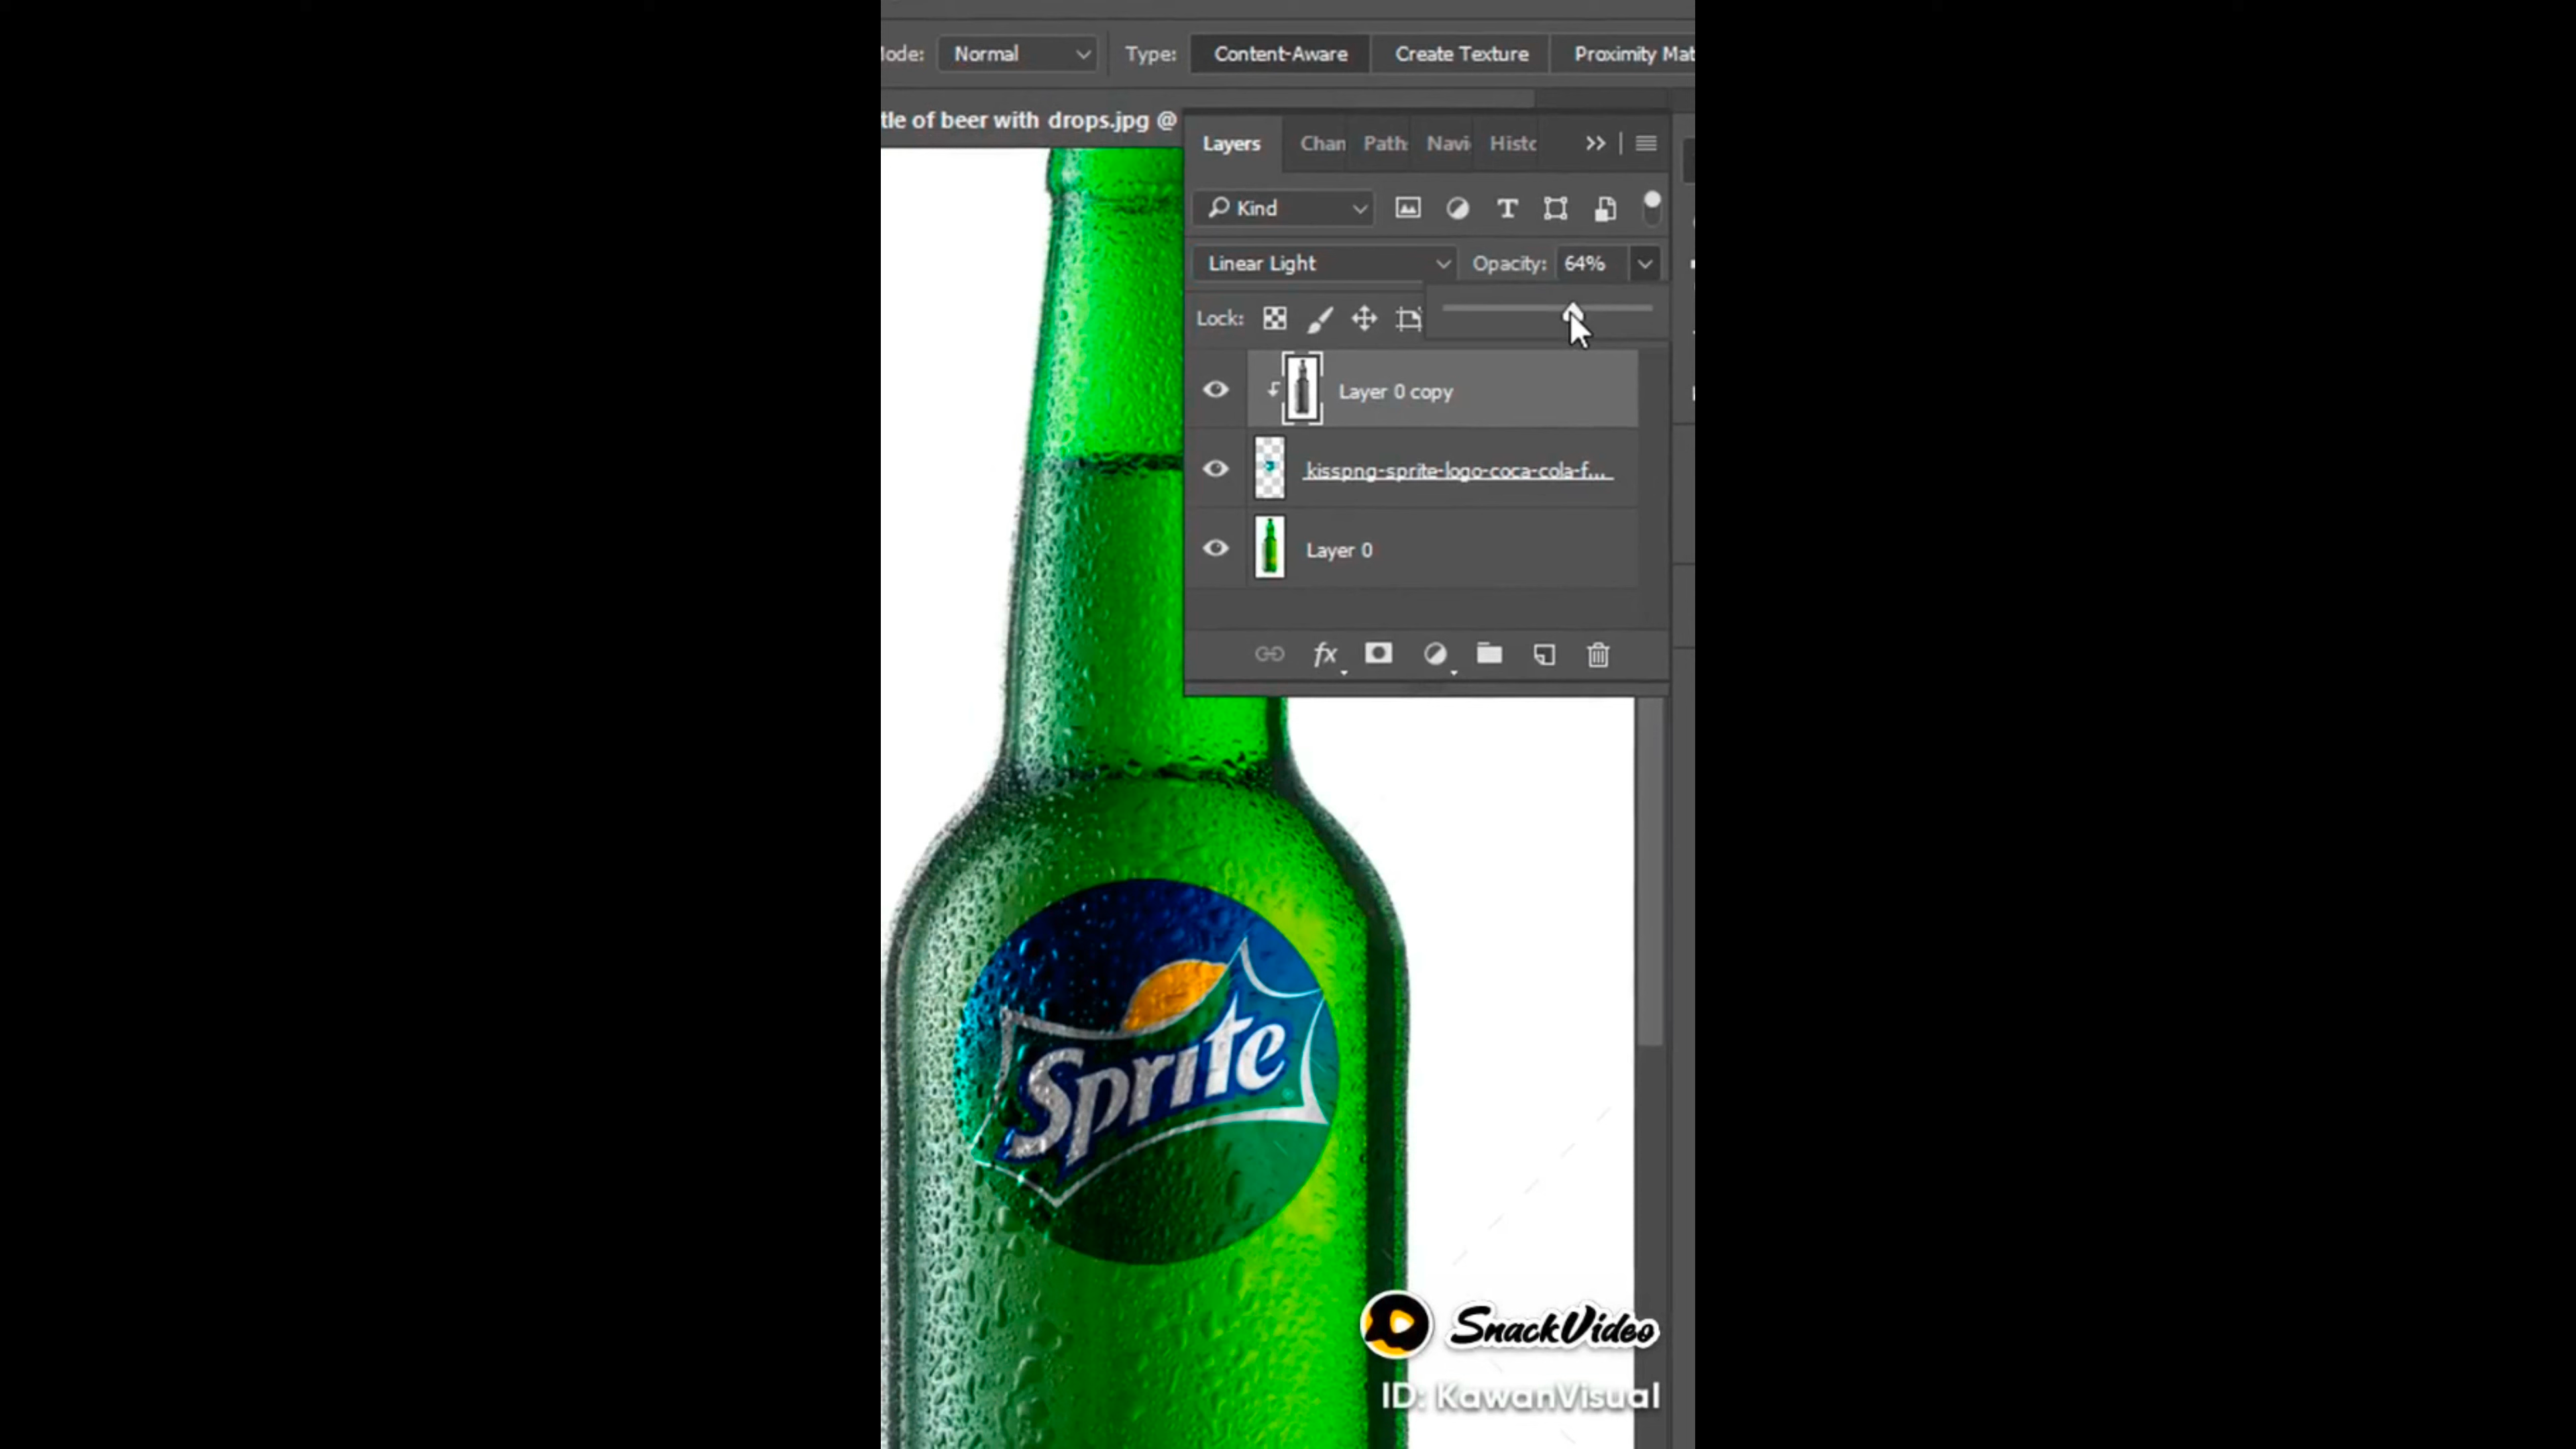 Mode: Normal Type: Content-Aware Create Texture Proximity Mat
tle of beer with drops.jpg @
Layers Chan Path Navi Histo
Kind
Linear Light Opacity: 64%
Lock:
Layer 0 copy
kisspng-sprite-logo-coca-cola-f...
Layer 0
fx
Sprite
SnackVideo
ID: KawanVisual